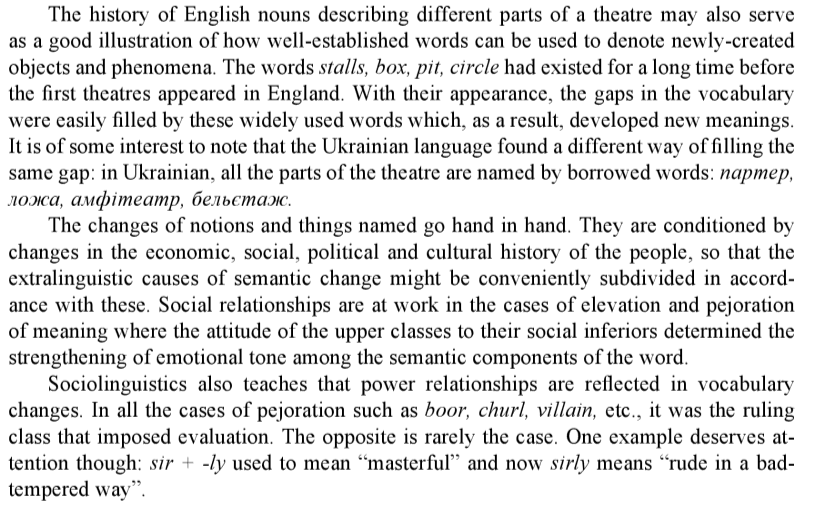 The history of English nouns describing different parts of a theatre may also serve
as a good illustration of how well-established words can be used to denote newly-created
objects and phenomena. The words stalls, box, pit, circle had existed for a long time before
the first theatres appeared in England. With their appearance, the gaps in the vocabulary
were easily filled by these widely used words which, as a result, developed new meanings.
It is of some interest to note that the Ukrainian language found a different way of filling the
same gap: in Ukrainian, all the parts of the theatre are named by borrowed words: партер,
ложа, амфітеатр, бельєтаж.
The changes of notions and things named go hand in hand. They are conditioned by
changes in the economic, social, political and cultural history of the people, so that the
extralinguistic causes of semantic change might be conveniently subdivided in accord-
ance with these. Social relationships are at work in the cases of elevation and pejoration
of meaning where the attitude of the upper classes to their social inferiors determined the
strengthening of emotional tone among the semantic components of the word.
Sociolinguistics also teaches that power relationships are reflected in vocabulary
changes. In all the cases of pejoration such as boor, churl, villain, etc., it was the ruling
class that imposed evaluation. The opposite is rarely the case. One example deserves at-
tention though: sir + -ly used to mean “masterful” and now sirly means “rude in a bad-
tempered way”.